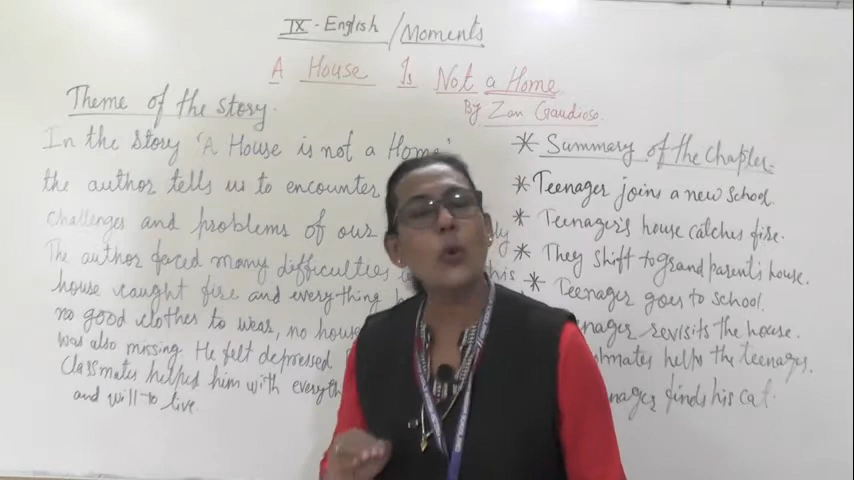 IX - English / Moments
A House Is Not a Home
By Zan Gaudioso
Theme of the story.
In the story 'A House is not a Home'
the author tells us to encounter
challenges and problems of our
The author faced many difficulties
house caught fire and everything
no good clothes to wear, no house
was also missing. He felt depressed
Classmates helped him with everyth
and will to live
* Summary of the Chapter
* Teenager joins a new school.
* Teenager's house catches fire.
* They shift to grandparent's house.
* Teenager goes to school.
enager revisits the house.
mates helps the teenager.
nager finds his cat.